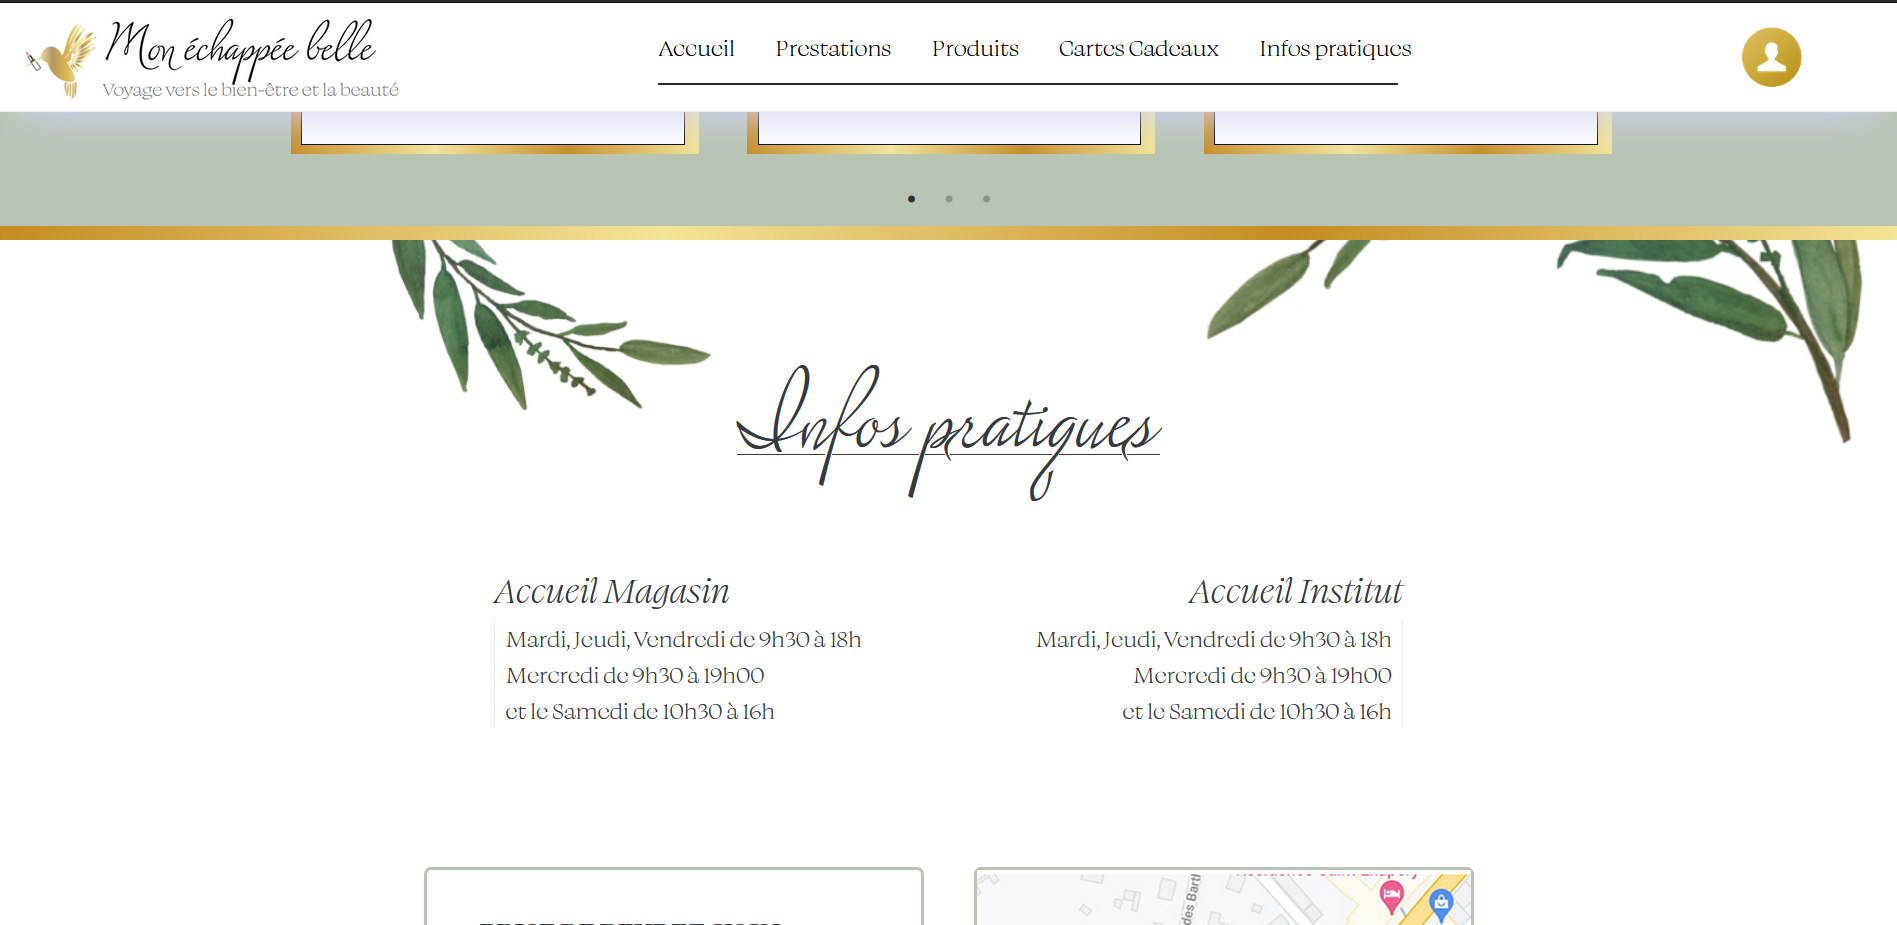 Mon échappée belle
Voyage vers le bien-être et la beauté
Accueil Prestations Produits Cartes Cadeaux Infos pratiques
Infos pratiques
Accueil Magasin
Mardi, Jeudi, Vendredi de 9h30 à 18h
Mercredi de 9h30 à 19h00
et le Samedi de 10h30 à 16h
Accueil Institut
Mardi, Jeudi, Vendredi de 9h30 à 18h
Mercredi de 9h30 à 19h00
et le Samedi de 10h30 à 16h
des Bart